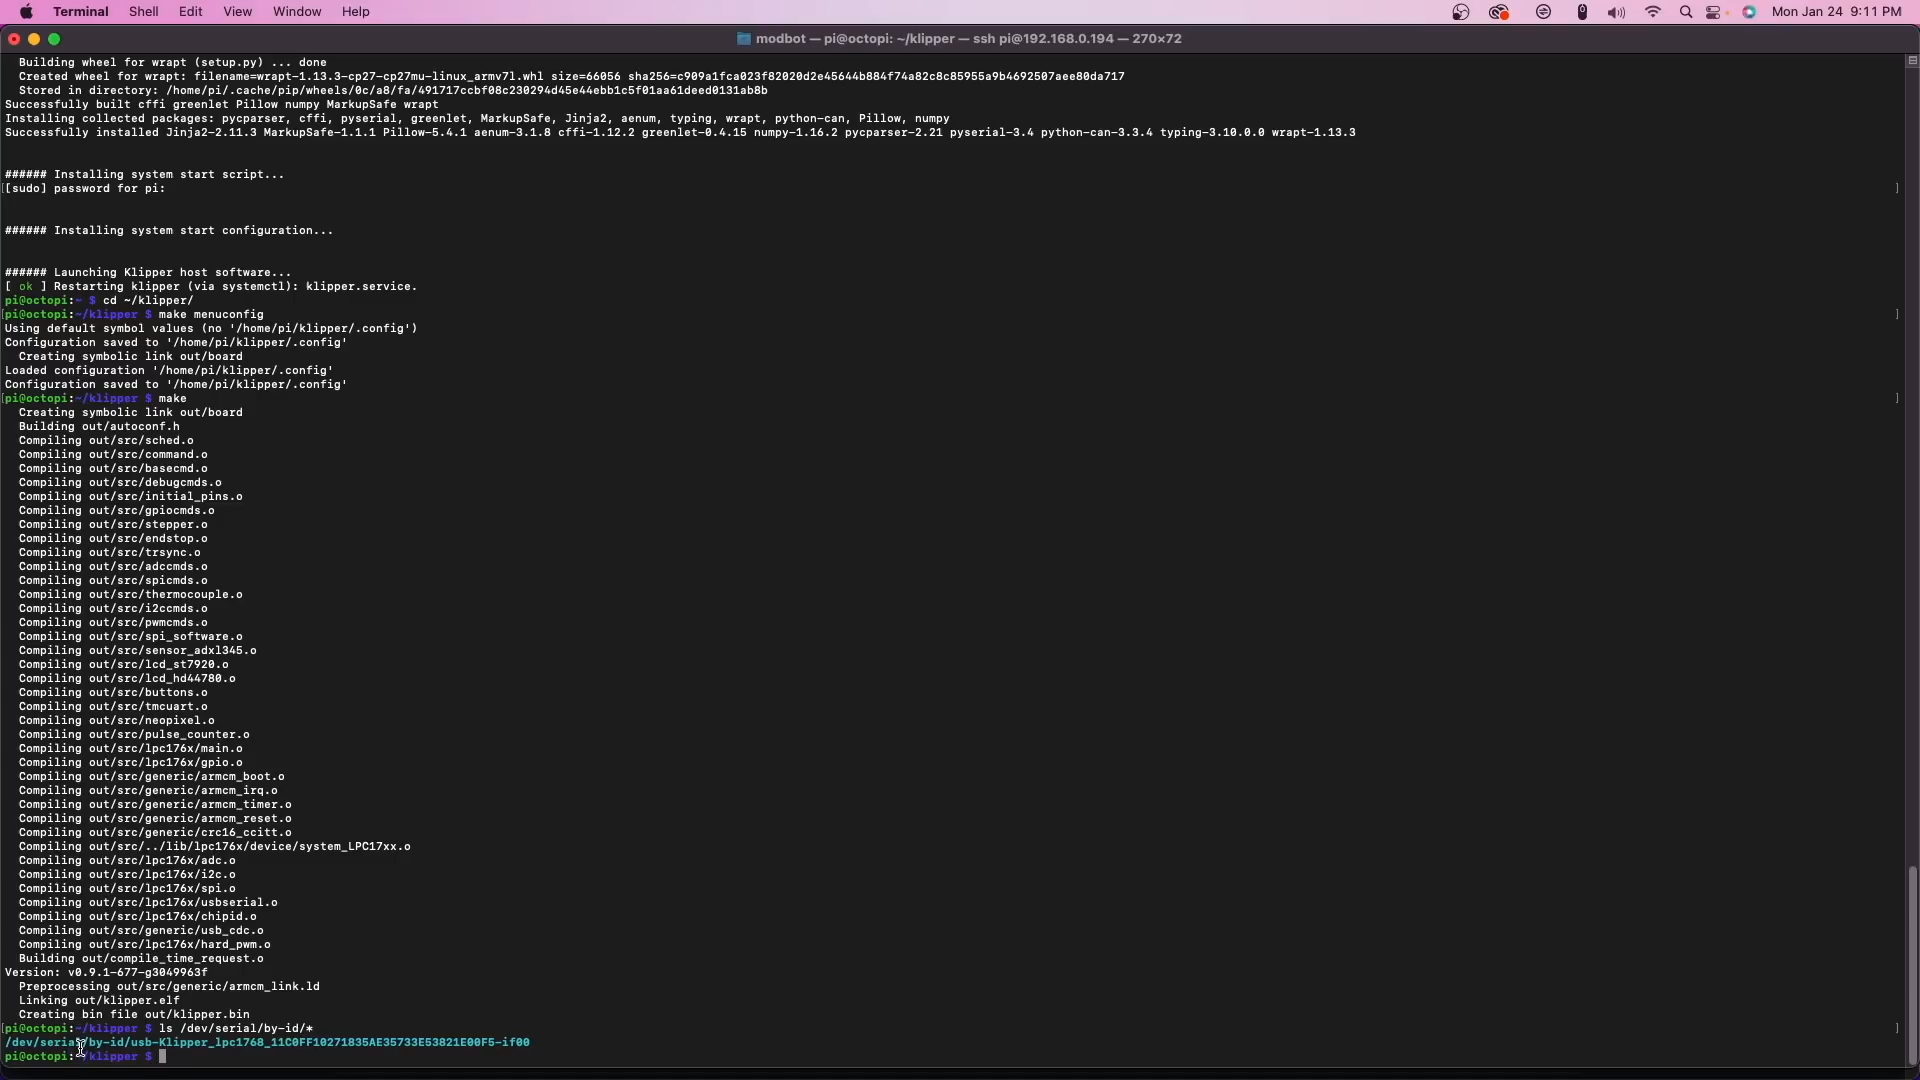 Terminal Shell Edit View Window Help Mon Jan 24 9:11 PM
modbot — pi@octopi: ~/klipper — ssh pi@192.168.0.194 — 270×72
Building wheel for wrapt (setup.py) ... done
Created wheel for wrapt: filename=wrapt-1.13.3-cp27-cp27mu-linux_armv7l.whl size=66056 sha256=c909a1fca023f82020d2e45644b884f74a82c8c85955a9b4692507aee80da717
Stored in directory: /home/pi/.cache/pip/wheels/0c/a8/fa/491717ccbf08c230294d45e44ebb1c5f01aa61deed0131ab8b
Successfully built cffi greenlet Pillow numpy MarkupSafe wrapt
Installing collected packages: pycparser, cffi, pyserial, greenlet, MarkupSafe, Jinja2, aenum, typing, wrapt, python-can, Pillow, numpy
Successfully installed Jinja2-2.11.3 MarkupSafe-1.1.1 Pillow-5.4.1 aenum-3.1.8 cffi-1.12.2 greenlet-0.4.15 numpy-1.16.2 pycparser-2.21 pyserial-3.4 python-can-3.3.4 typing-3.10.0.0 wrapt-1.13.3
###### Installing system start script...
[[sudo] password for pi: ]
###### Installing system start configuration...
###### Launching Klipper host software...
[ ok ] Restarting klipper (via systemctl): klipper.service.
pi@octopi:~ $ cd ~/klipper/
[pi@octopi:~/klipper $ make menuconfig ]
Using default symbol values (no '/home/pi/klipper/.config')
Configuration saved to '/home/pi/klipper/.config'
Creating symbolic link out/board
Loaded configuration '/home/pi/klipper/.config'
Configuration saved to '/home/pi/klipper/.config'
[pi@octopi:~/klipper $ make ]
Creating symbolic link out/board
Building out/autoconf.h
Compiling out/src/sched.o
Compiling out/src/command.o
Compiling out/src/basecmd.o
Compiling out/src/debugcmds.o
Compiling out/src/initial_pins.o
Compiling out/src/gpiocmds.o
Compiling out/src/stepper.o
Compiling out/src/endstop.o
Compiling out/src/trsync.o
Compiling out/src/adccmds.o
Compiling out/src/spicmds.o
Compiling out/src/thermocouple.o
Compiling out/src/i2ccmds.o
Compiling out/src/pwmcmds.o
Compiling out/src/spi_software.o
Compiling out/src/sensor_adxl345.o
Compiling out/src/lcd_st7920.o
Compiling out/src/lcd_hd44780.o
Compiling out/src/buttons.o
Compiling out/src/tmcuart.o
Compiling out/src/neopixel.o
Compiling out/src/pulse_counter.o
Compiling out/src/lpc176x/main.o
Compiling out/src/lpc176x/gpio.o
Compiling out/src/generic/armcm_boot.o
Compiling out/src/generic/armcm_irq.o
Compiling out/src/generic/armcm_timer.o
Compiling out/src/generic/armcm_reset.o
Compiling out/src/generic/crc16_ccitt.o
Compiling out/src/../lib/lpc176x/device/system_LPC17xx.o
Compiling out/src/lpc176x/adc.o
Compiling out/src/lpc176x/i2c.o
Compiling out/src/lpc176x/spi.o
Compiling out/src/lpc176x/usbserial.o
Compiling out/src/lpc176x/chipid.o
Compiling out/src/generic/usb_cdc.o
Compiling out/src/lpc176x/hard_pwm.o
Building out/compile_time_request.o
Version: v0.9.1-677-g3049963f
Preprocessing out/src/generic/armcm_link.ld
Linking out/klipper.elf
Creating bin file out/klipper.bin
[pi@octopi:~/klipper $ ls /dev/serial/by-id/* ]
/dev/serial/by-id/usb-Klipper_lpc1768_11C0FF10271835AE35733E53821E00F5-if00
pi@octopi:~/klipper $